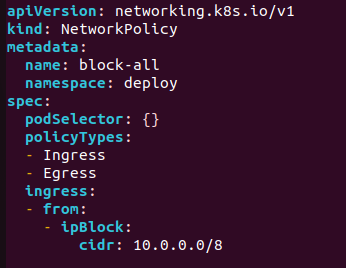 apiVersion: networking.k8s.io/v1
kind: NetworkPolicy
metadata:
  name: block-all
  namespace: deploy
spec:
  podSelector: {}
  policyTypes:
  - Ingress
  - Egress
  ingress:
  - from:
    - ipBlock:
        cidr: 10.0.0.0/8